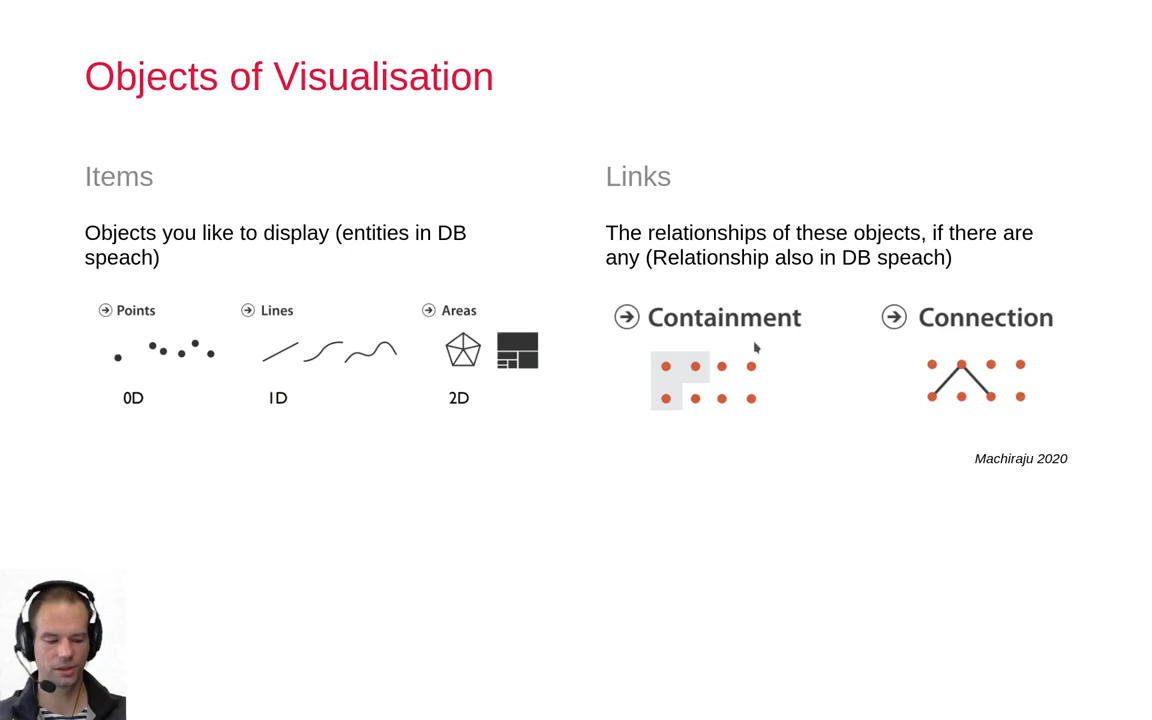 Objects of Visualisation
Items
Objects you like to display (entities in DB
speach)
Points
Lines
Areas
0D
1D
2D
Links
The relationships of these objects, if there are
any (Relationship also in DB speach)
Containment
Connection
Machiraju 2020